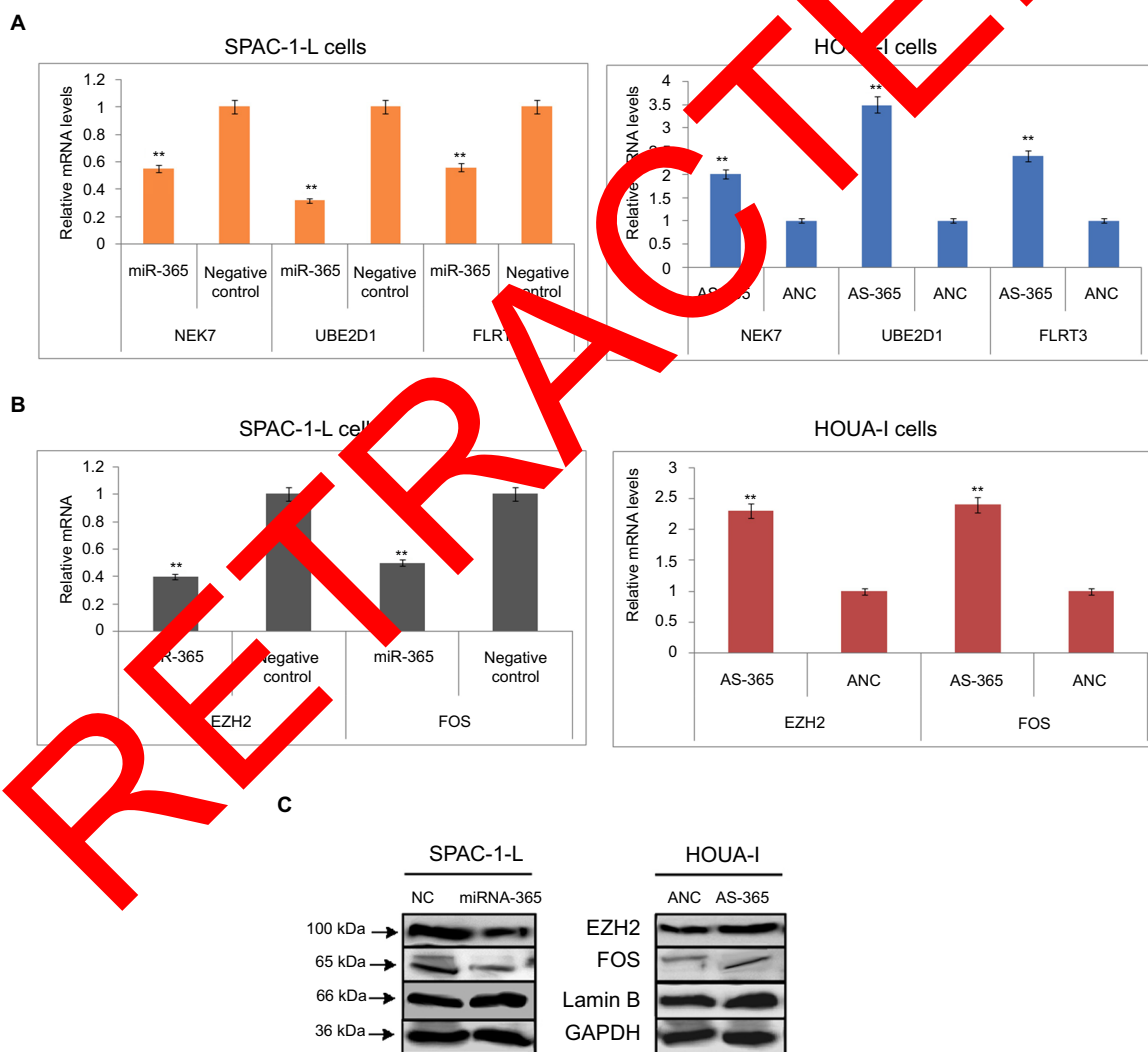 A
SPAC-1-L cells
Relative mRNA levels
1.2
1
0.8
0.6
0.4
0.2
0
**
**
**
miR-365
Negative control
miR-365
Negative control
miR-365
Negative control
NEK7
UBE2D1
cells
4
3.5
3
2
1.5
1
0.5
0
**
**
**
ANC
AS-365
ANC
AS-365
ANC
NEK7
UBE2D1
FLRT3
B
SPAC-1-L
Relative mRNA
1.2
1
0.8
0.6
0.4
0.2
0
**
**
Negative control
miR-365
Negative control
EZH2
FOS
HOUA-I cells
Relative mRNA levels
3
2.5
2
1.5
1
0.5
0
**
**
AS-365
ANC
AS-365
ANC
EZH2
FOS
C
SPAC-1-L
HOUA-I
NC miRNA-365
ANC AS-365
100 kDa
EZH2
65 kDa
FOS
66 kDa
Lamin B
36 kDa
GAPDH